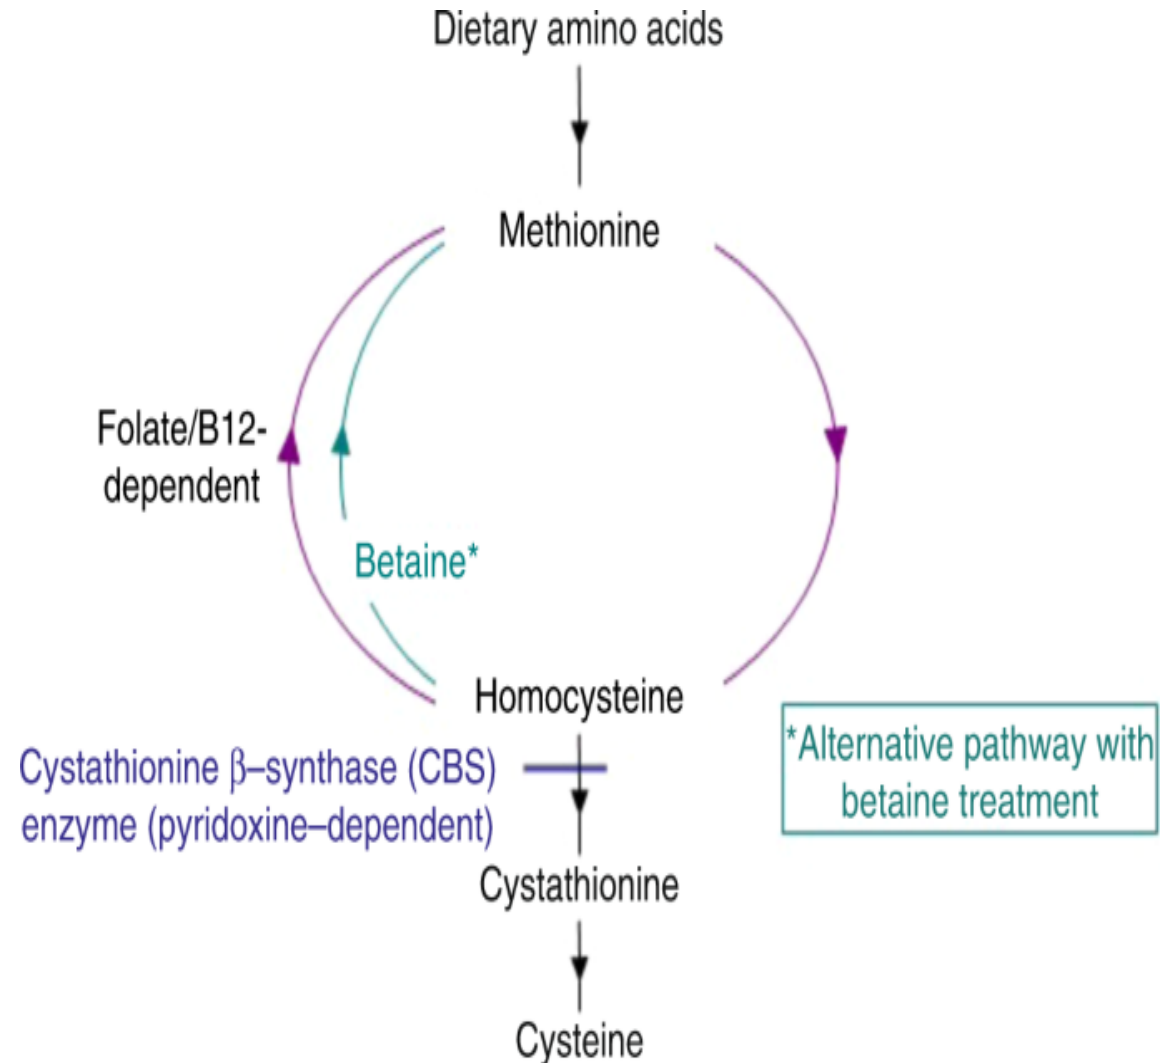 Dietary amino acids
Methionine
Folate/B12-
dependent
Betaine*
Homocysteine
*Alternative pathway with
betaine treatment
Cystathionine β–synthase (CBS)
enzyme (pyridoxine–dependent)
Cystathionine
Cysteine